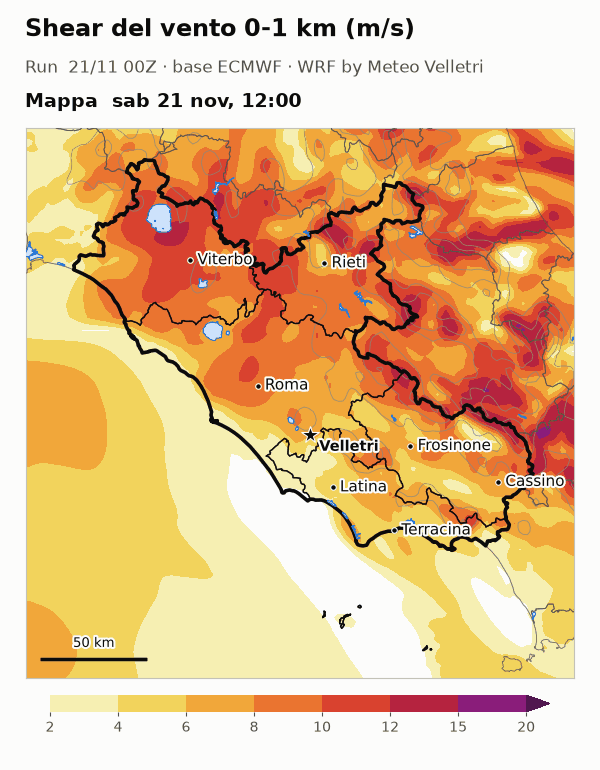 Shear del vento 0-1 km (m/s)
Run 21/11 00Z · base ECMWF · WRF by Meteo Velletri
Mappa sab 21 nov, 12:00
Viterbo
Rieti
Roma
Velletri
Frosinone
Cassino
Latina
Terracina
50 km
2 4 6 8 10 12 15 20